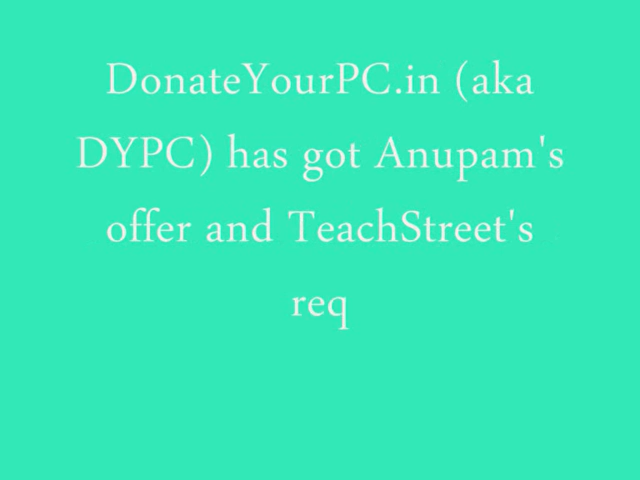 DonateYourPC.in (aka
DYPC) has got Anupam's
offer and TeachStreet's
req